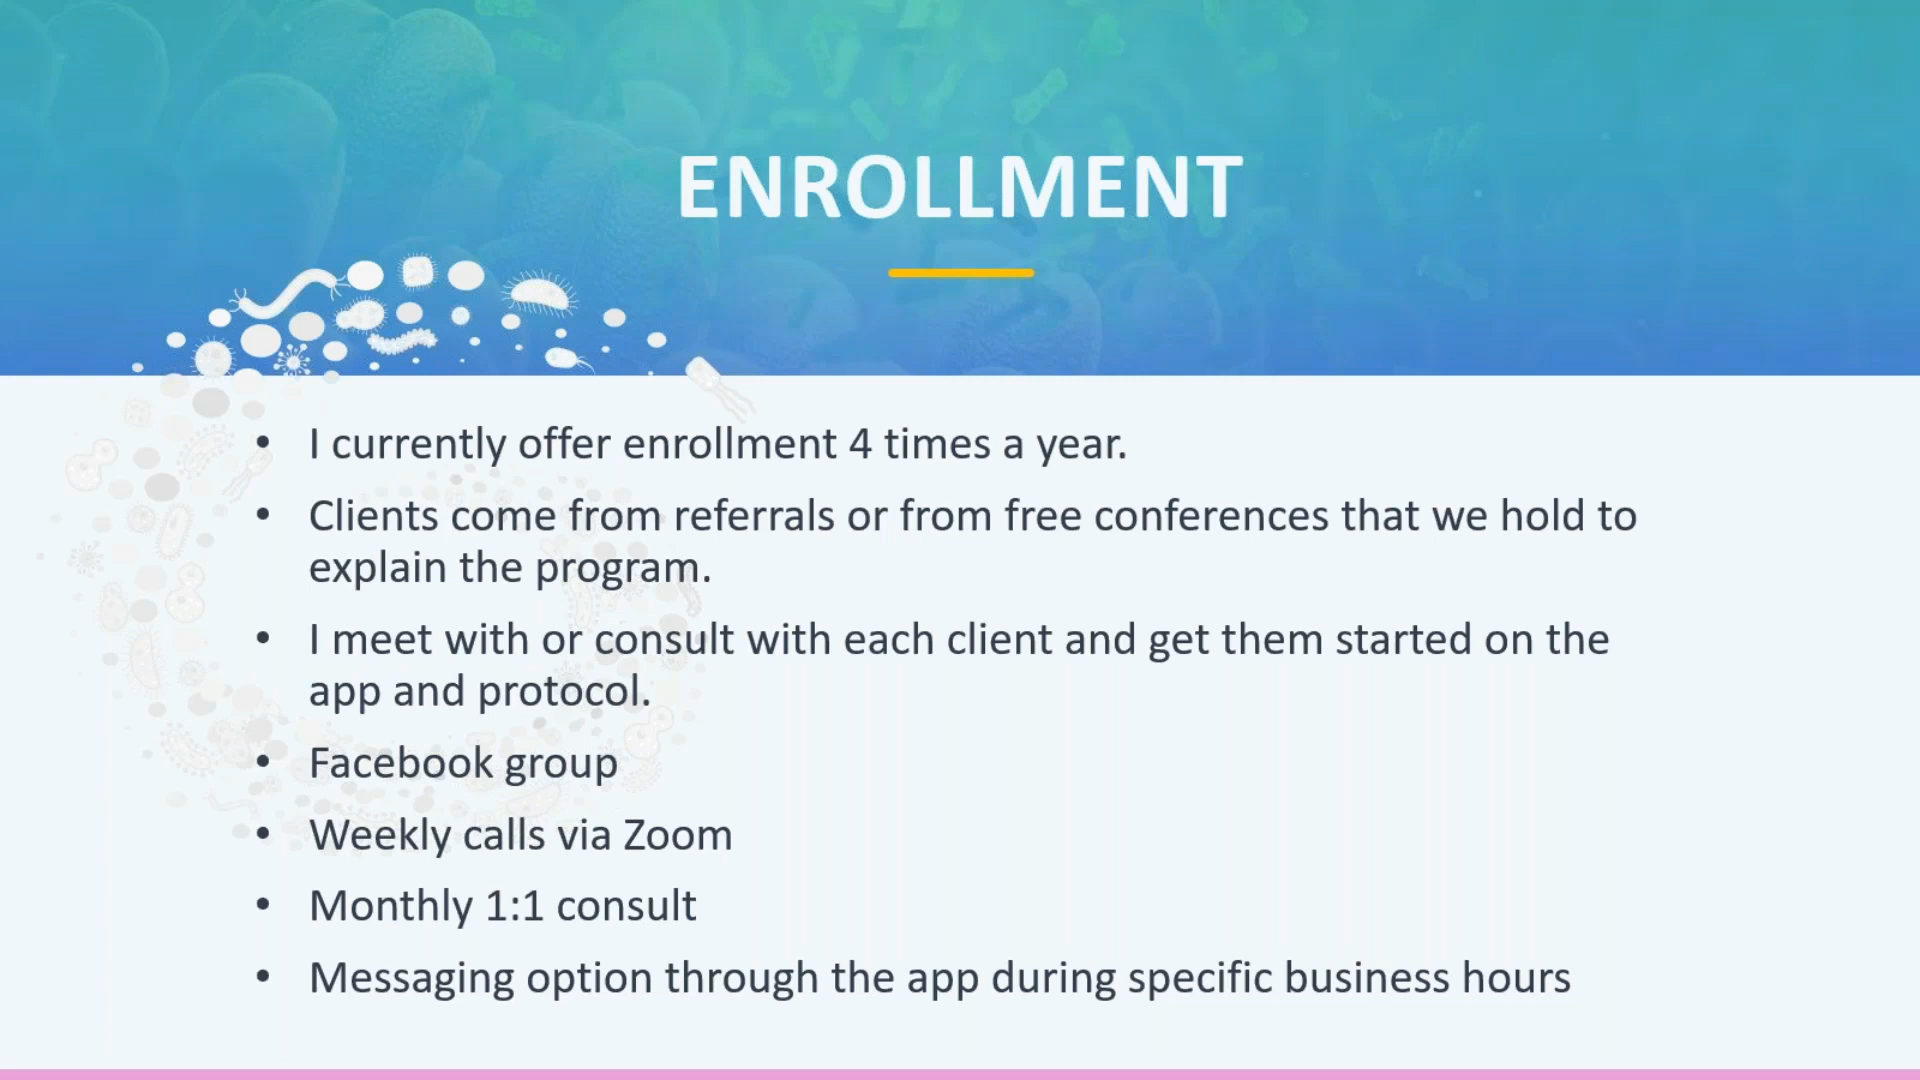 ENROLLMENT
• I currently offer enrollment 4 times a year.
• Clients come from referrals or from free conferences that we hold to
explain the program.
• I meet with or consult with each client and get them started on the
app and protocol.
• Facebook group
• Weekly calls via Zoom
• Monthly 1:1 consult
• Messaging option through the app during specific business hours